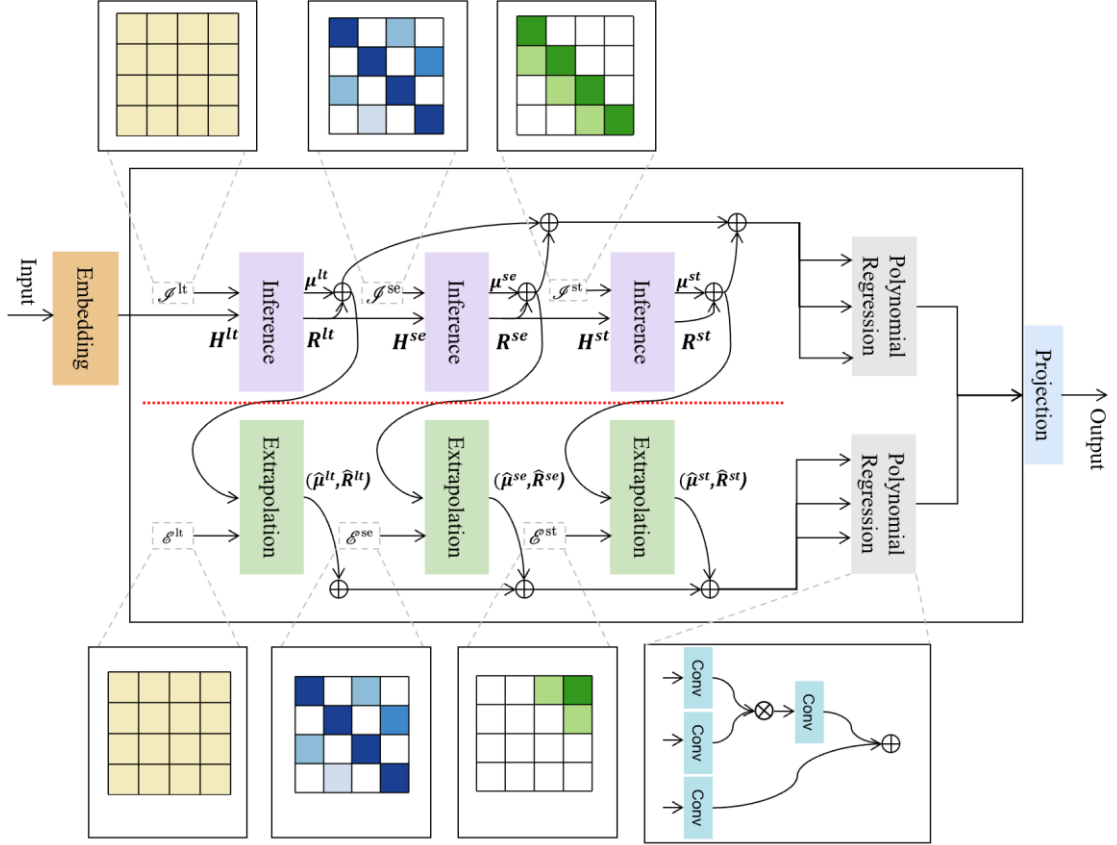 Input
Embedding
ℐˡᵗ
Inference
μˡᵗ
Hˡᵗ
Rˡᵗ
ℐˢᵉ
Inference
μˢᵉ
Hˢᵉ
Rˢᵉ
ℐˢᵗ
Inference
μˢᵗ
Hˢᵗ
Rˢᵗ
Polynomial
Regression
Projection
Output
ℰˡᵗ
Extrapolation
(μ̂ˡᵗ,R̂ˡᵗ)
ℰˢᵉ
Extrapolation
(μ̂ˢᵉ,R̂ˢᵉ)
ℰˢᵗ
Extrapolation
(μ̂ˢᵗ,R̂ˢᵗ)
Polynomial
Regression
Conv
Conv
Conv
Conv